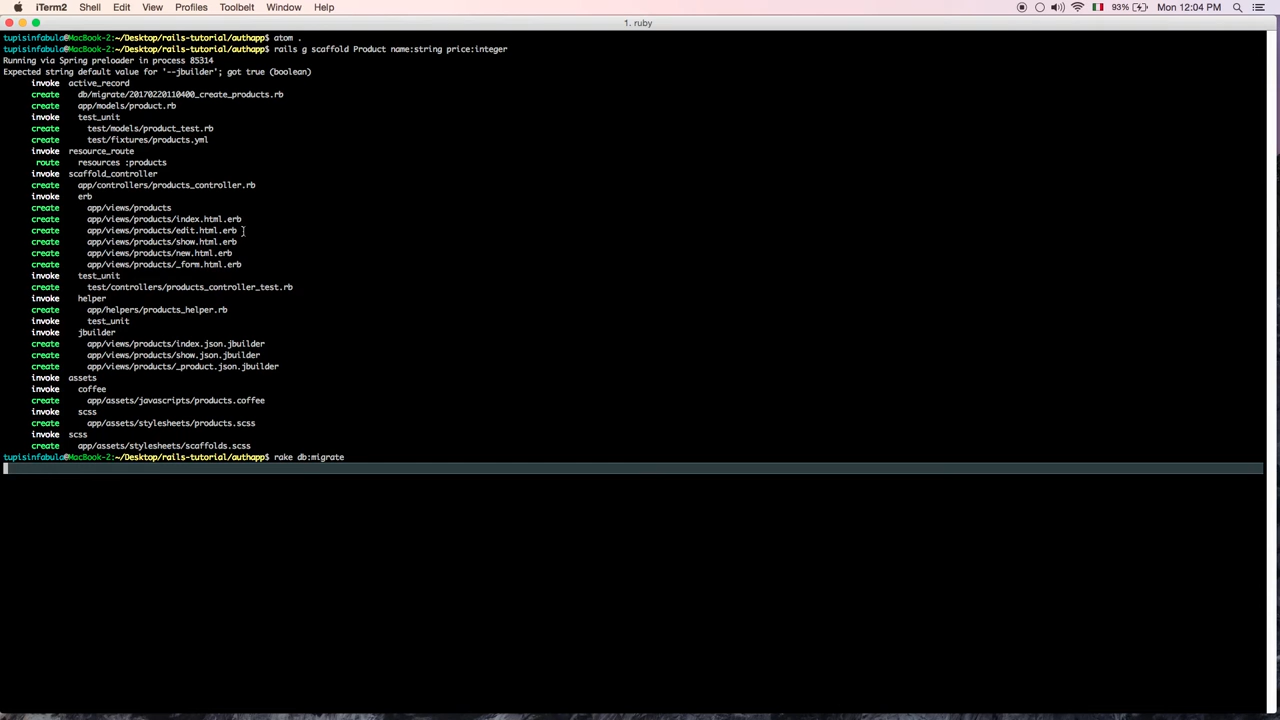 iTerm2 Shell Edit View Profiles Toolbelt Window Help 93% Mon 12:04 PM
1. ruby
tupisinfabula@MacBook-2:~/Desktop/rails-tutorial/authapp$ atom .
tupisinfabula@MacBook-2:~/Desktop/rails-tutorial/authapp$ rails g scaffold Product name:string price:integer
Running via Spring preloader in process 85314
Expected string default value for '--jbuilder'; got true (boolean)
invoke active_record
create db/migrate/20170220110400_create_products.rb
create app/models/product.rb
invoke test_unit
create test/models/product_test.rb
create test/fixtures/products.yml
invoke resource_route
route resources :products
invoke scaffold_controller
create app/controllers/products_controller.rb
invoke erb
create app/views/products
create app/views/products/index.html.erb
create app/views/products/edit.html.erb
create app/views/products/show.html.erb
create app/views/products/new.html.erb
create app/views/products/_form.html.erb
invoke test_unit
create test/controllers/products_controller_test.rb
invoke helper
create app/helpers/products_helper.rb
invoke test_unit
invoke jbuilder
create app/views/products/index.json.jbuilder
create app/views/products/show.json.jbuilder
create app/views/products/_product.json.jbuilder
invoke assets
invoke coffee
create app/assets/javascripts/products.coffee
invoke scss
create app/assets/stylesheets/products.scss
invoke scss
create app/assets/stylesheets/scaffolds.scss
tupisinfabula@MacBook-2:~/Desktop/rails-tutorial/authapp$ rake db:migrate